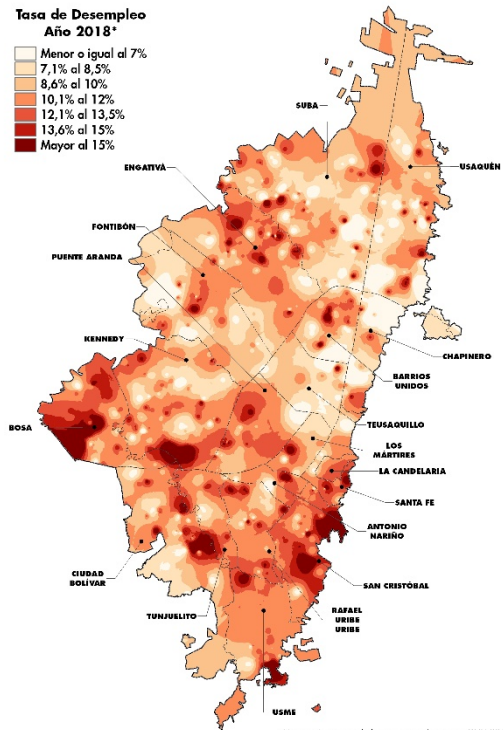 Tasa de Desempleo
Año 2018*
Menor o igual al 7%
7,1% al 8,5%
8,6% al 10%
10,1% al 12%
12,1% al 13,5%
13,6% al 15%
Mayor al 15%
SUBA
ENGATIVÁ
USAQUÉN
FONTIBÓN
PUENTE ARANDA
KENNEDY
CHAPINERO
BARRIOS
UNIDOS
TEUSAQUILLO
BOSA
LOS
MÁRTIRES
LA CANDELARIA
SANTA FE
ANTONIO
NARIÑO
CIUDAD
BOLÍVAR
SAN CRISTÓBAL
TUNJUELITO
RAFAEL
URIBE
URIBE
USME